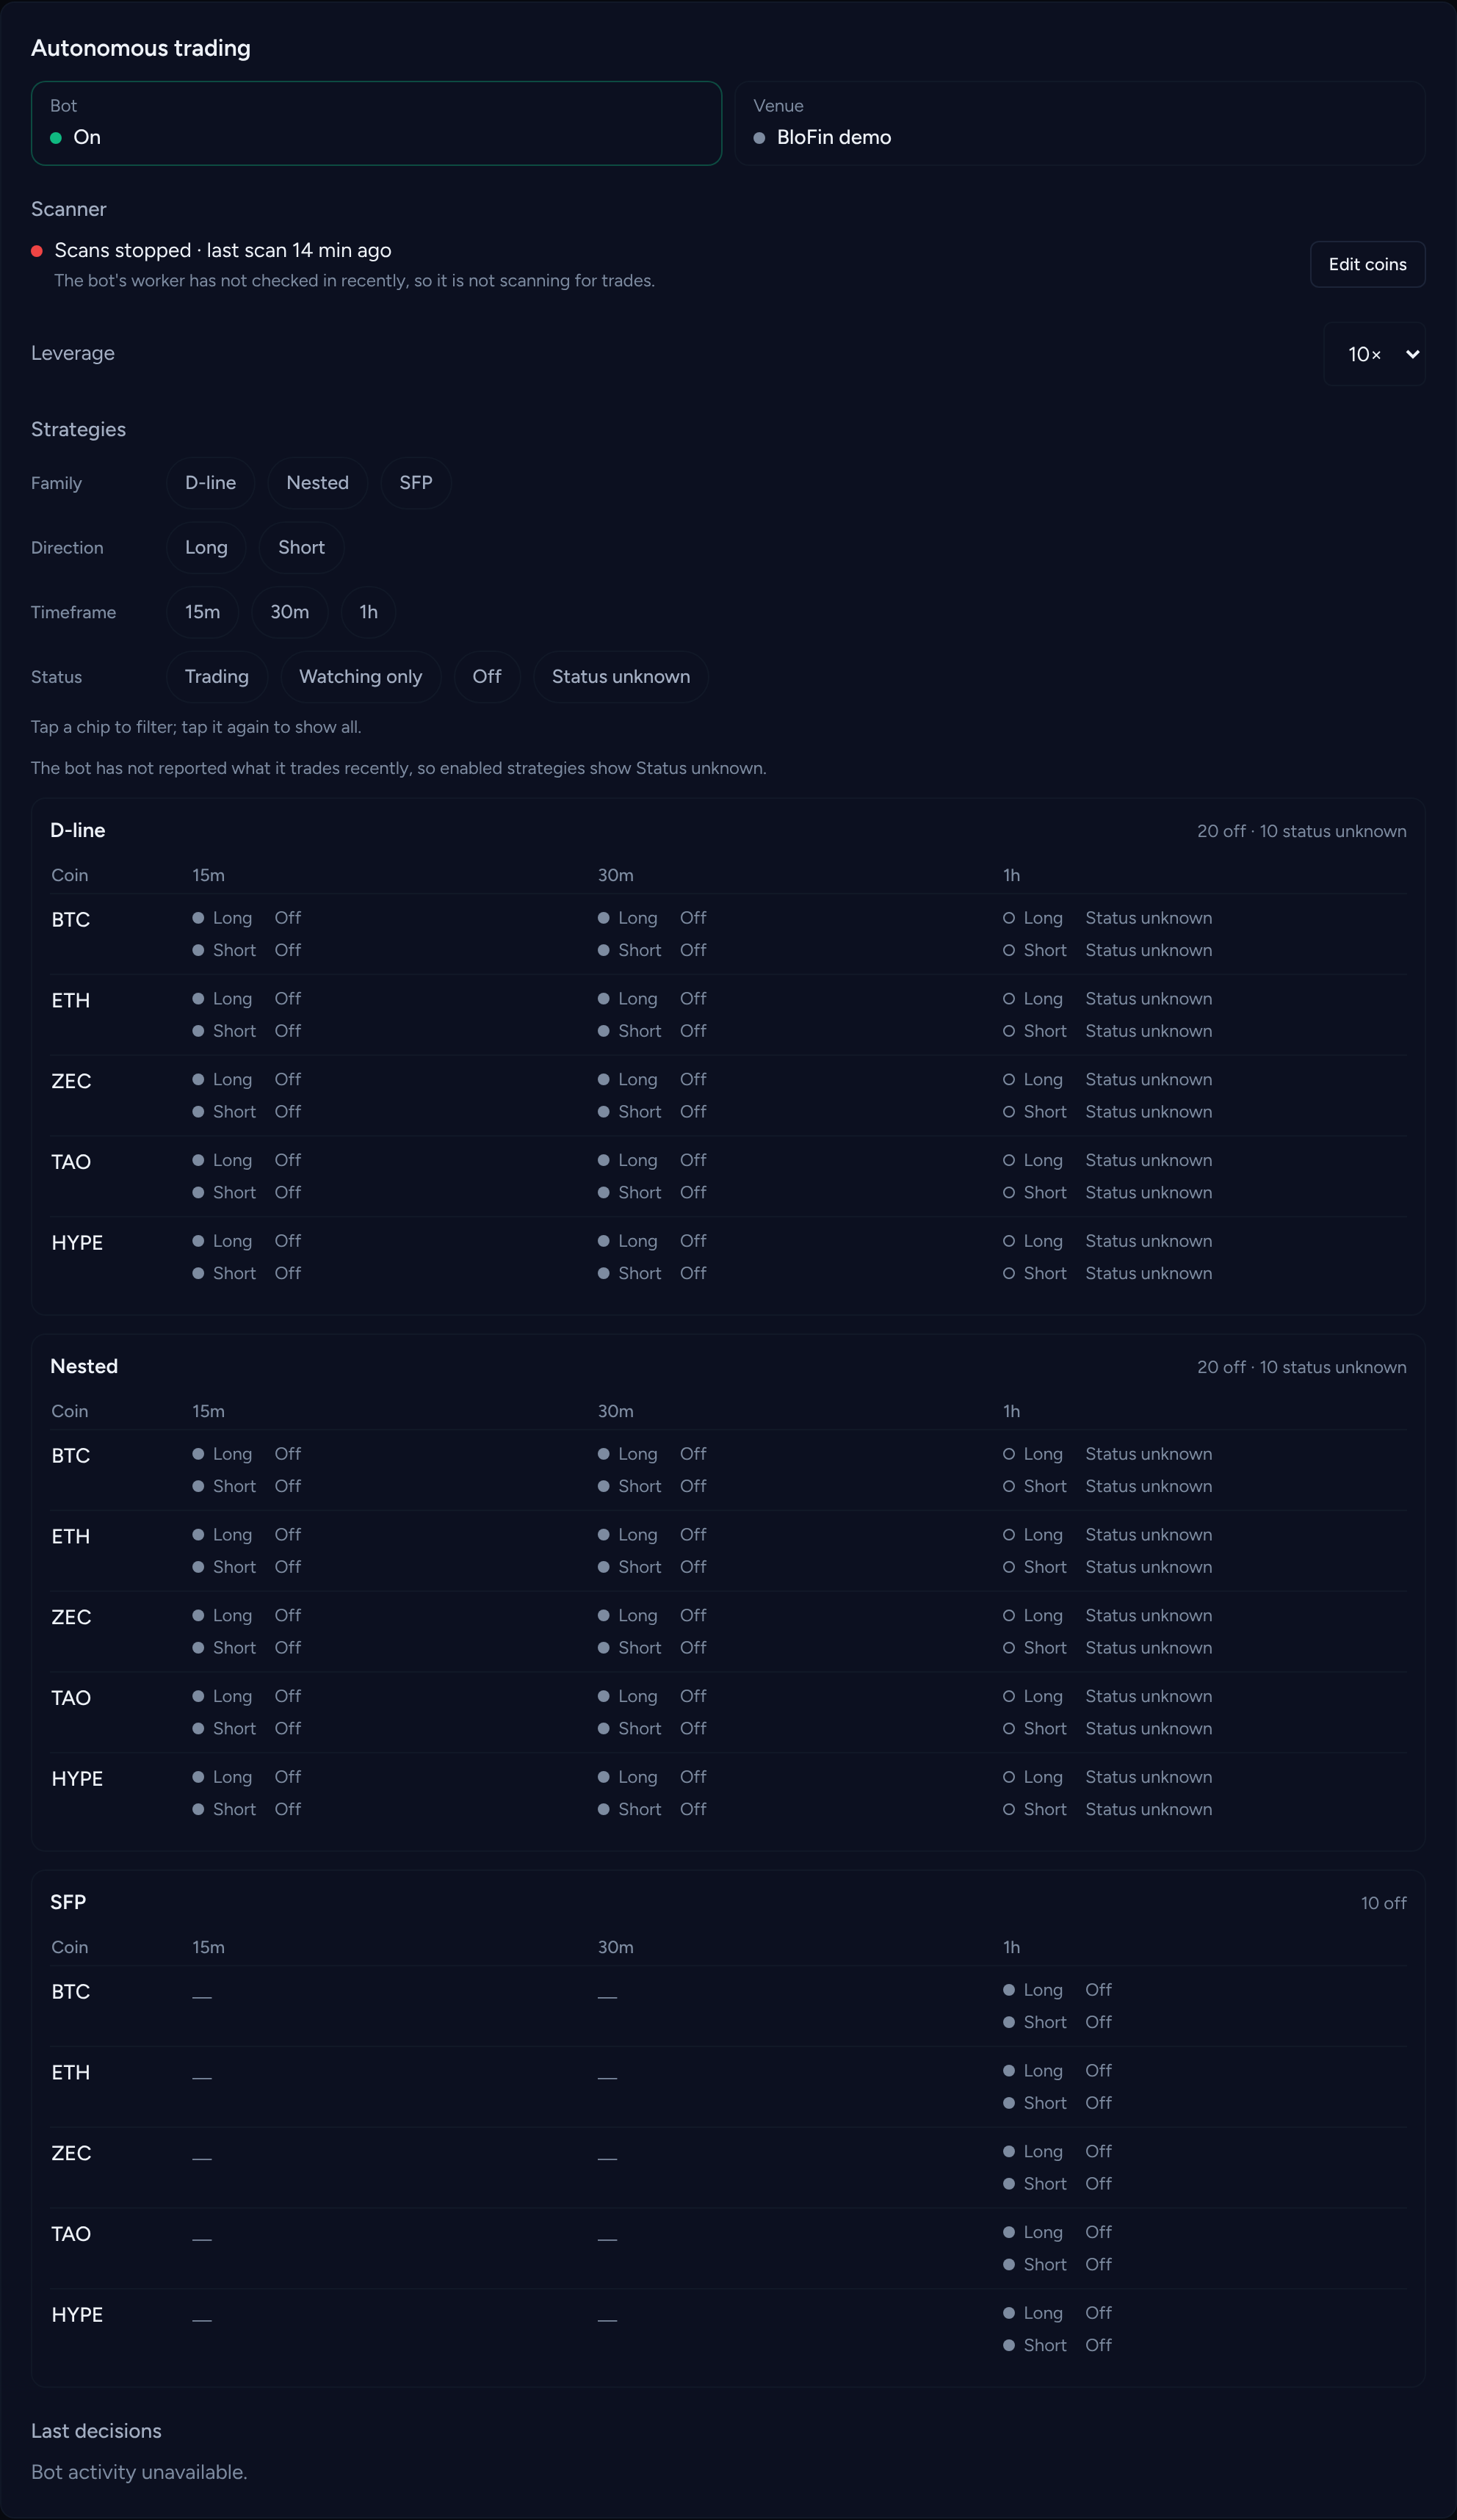 Autonomous trading
Bot
On
Venue
BloFin demo
Scanner
Scans stopped · last scan 14 min ago
The bot's worker has not checked in recently, so it is not scanning for trades.
Edit coins
Leverage
10×
Strategies
Family D-line Nested SFP
Direction Long Short
Timeframe 15m 30m 1h
Status Trading Watching only Off Status unknown
Tap a chip to filter; tap it again to show all.
The bot has not reported what it trades recently, so enabled strategies show Status unknown.
D-line 20 off · 10 status unknown
Coin 15m 30m 1h
BTC Long Off Long Off Long Status unknown
Short Off Short Off Short Status unknown
ETH Long Off Long Off Long Status unknown
Short Off Short Off Short Status unknown
ZEC Long Off Long Off Long Status unknown
Short Off Short Off Short Status unknown
TAO Long Off Long Off Long Status unknown
Short Off Short Off Short Status unknown
HYPE Long Off Long Off Long Status unknown
Short Off Short Off Short Status unknown
Nested 20 off · 10 status unknown
Coin 15m 30m 1h
BTC Long Off Long Off Long Status unknown
Short Off Short Off Short Status unknown
ETH Long Off Long Off Long Status unknown
Short Off Short Off Short Status unknown
ZEC Long Off Long Off Long Status unknown
Short Off Short Off Short Status unknown
TAO Long Off Long Off Long Status unknown
Short Off Short Off Short Status unknown
HYPE Long Off Long Off Long Status unknown
Short Off Short Off Short Status unknown
SFP 10 off
Coin 15m 30m 1h
BTC — — Long Off
Short Off
ETH — — Long Off
Short Off
ZEC — — Long Off
Short Off
TAO — — Long Off
Short Off
HYPE — — Long Off
Short Off
Last decisions
Bot activity unavailable.